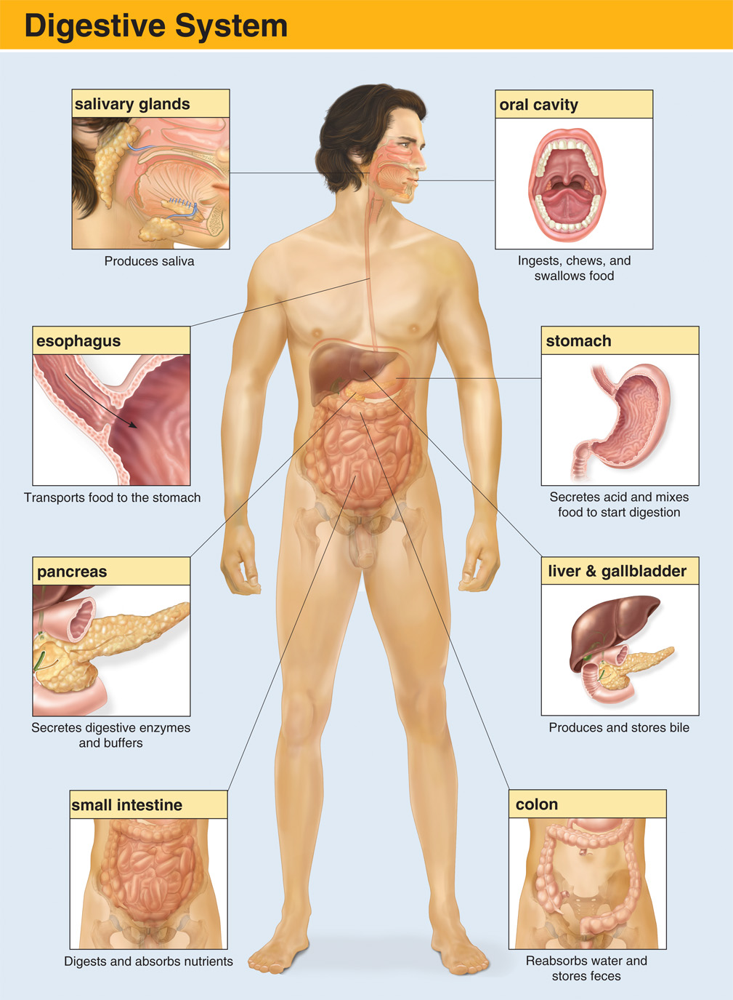 Digestive System
salivary glands
Produces saliva
oral cavity
Ingests, chews, and
swallows food
esophagus
Transports food to the stomach
stomach
Secretes acid and mixes
food to start digestion
pancreas
Secretes digestive enzymes
and buffers
liver & gallbladder
Produces and stores bile
small intestine
Digests and absorbs nutrients
colon
Reabsorbs water and
stores feces